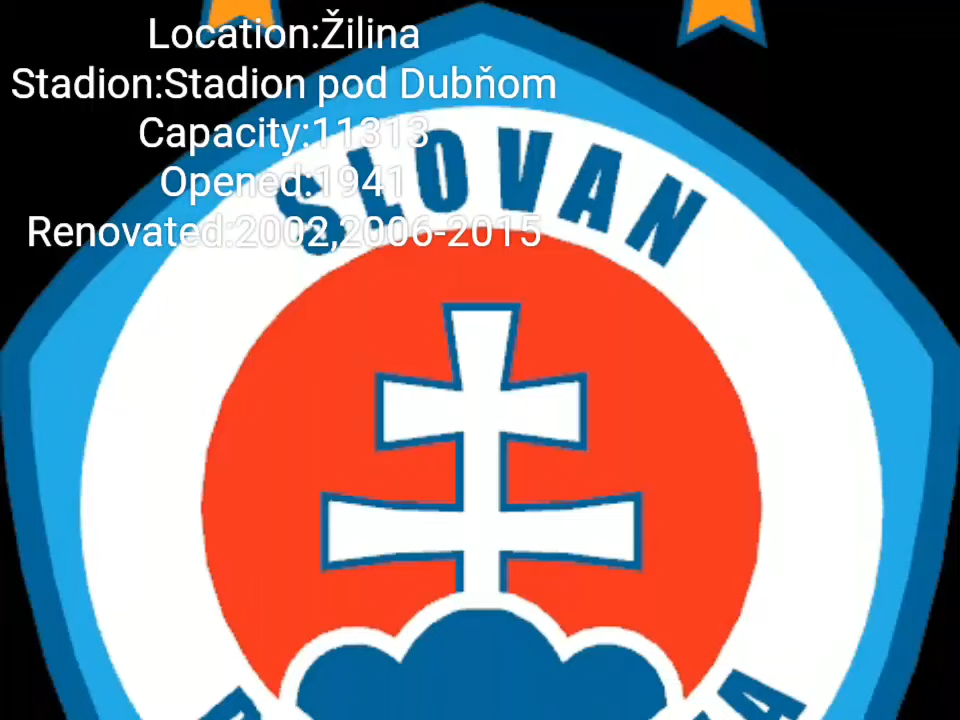 Location:Žilina
Stadion:Stadion pod Dubňom
Capacity:11313
Opened:1941
Renovated:2002,2006-2015
SLOVAN